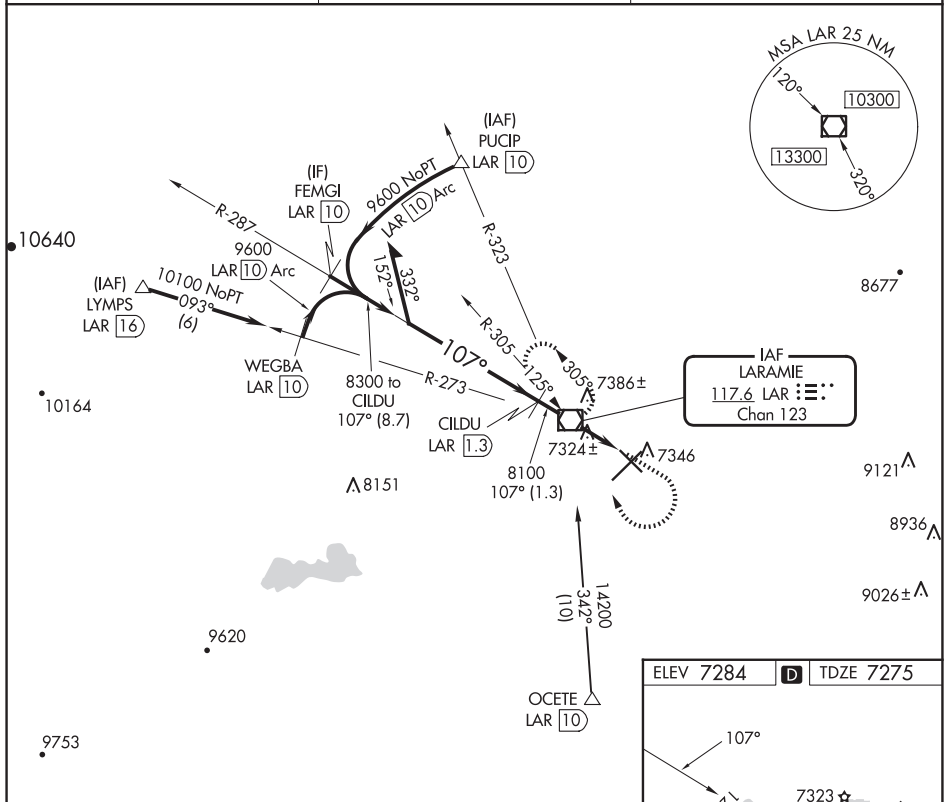 MSA LAR 25 NM
120°
10300
13300
320°
(IAF)
PUCIP
LAR 10
(IF)
FEMGI
LAR 10
9600 NoPT
LAR 10 Arc
R-287
R-323
10640
9600
LAR 10 Arc
(IAF)
LYMPS
LAR 16
10100 NoPT
093°
(6)
152°
332°
8677
R-305
125°
305°
107°
WEGBA
LAR 10
R-273
8300 to
CILDU
107° (8.7)
CILDU
LAR 1.3
7386±
IAF
LARAMIE
117.6 LAR
Chan 123
10164
7324±
7346
8100
107° (1.3)
8151
9121
8936
9026±
14200
342°
(10)
9620
OCETE
LAR 10
9753
ELEV 7284
D
TDZE 7275
107°
7323